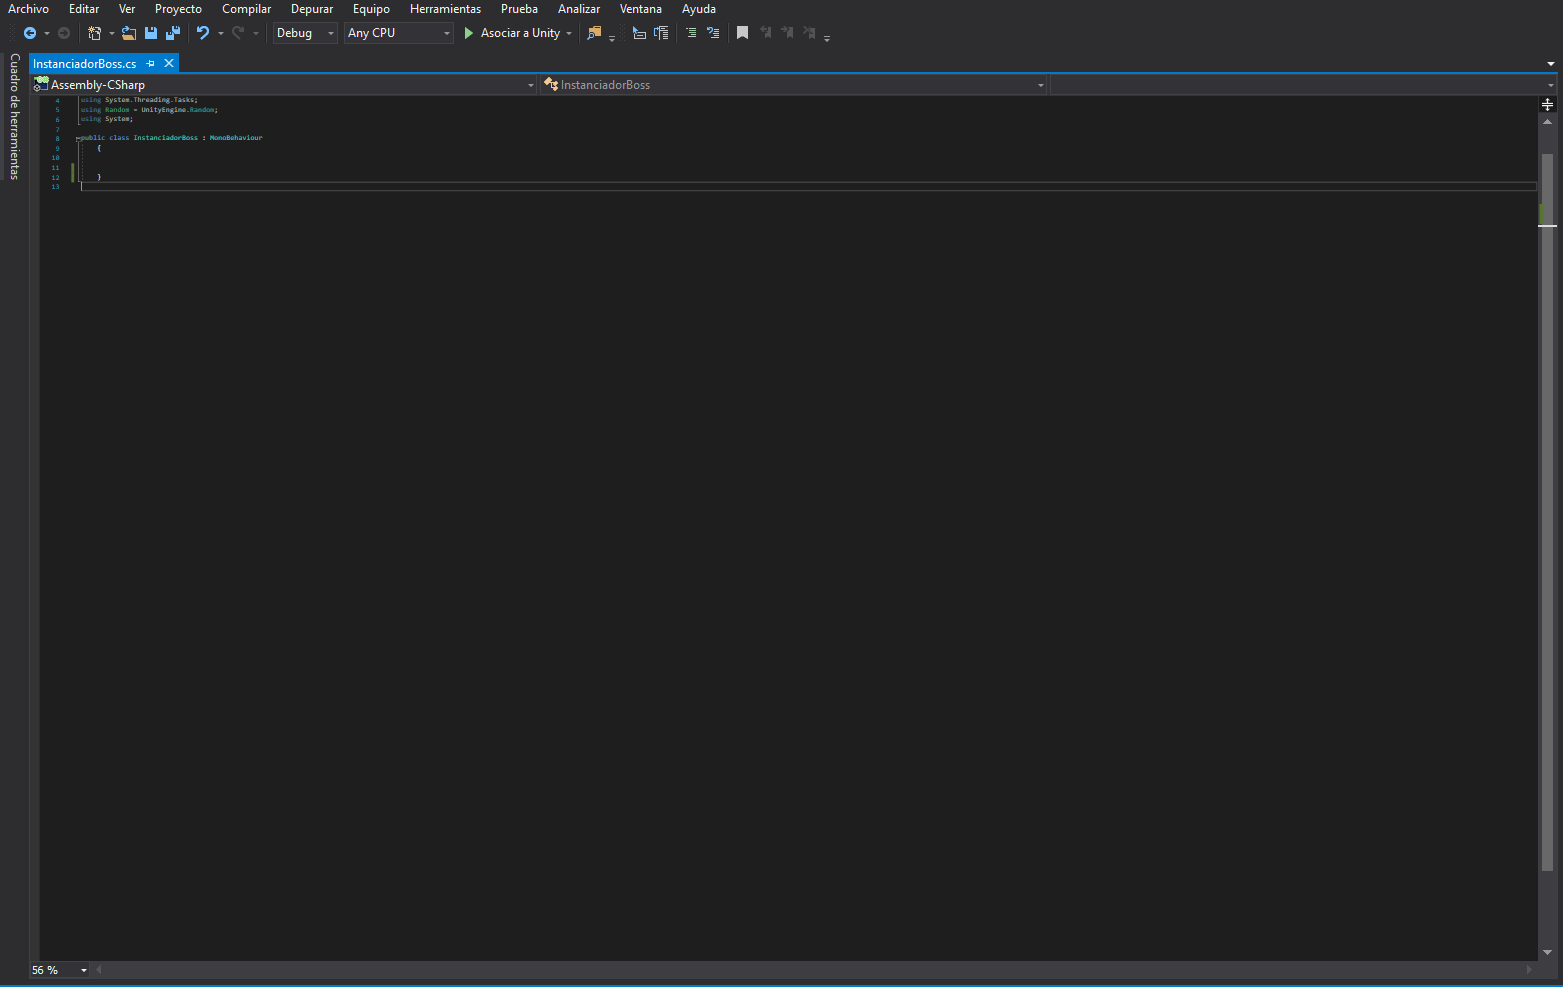 Archivo Editar Ver Proyecto Compilar Depurar Equipo Herramientas Prueba Analizar Ventana Ayuda
Debug Any CPU Asociar a Unity
Cuadro de herramientas
InstanciadorBoss.cs
Assembly-CSharp InstanciadorBoss
4 using System.Threading.Tasks;
5 using Random = UnityEngine.Random;
6 using System;
7
8 public class InstanciadorBoss : MonoBehaviour
9 {
10
11
12 }
13
56 %